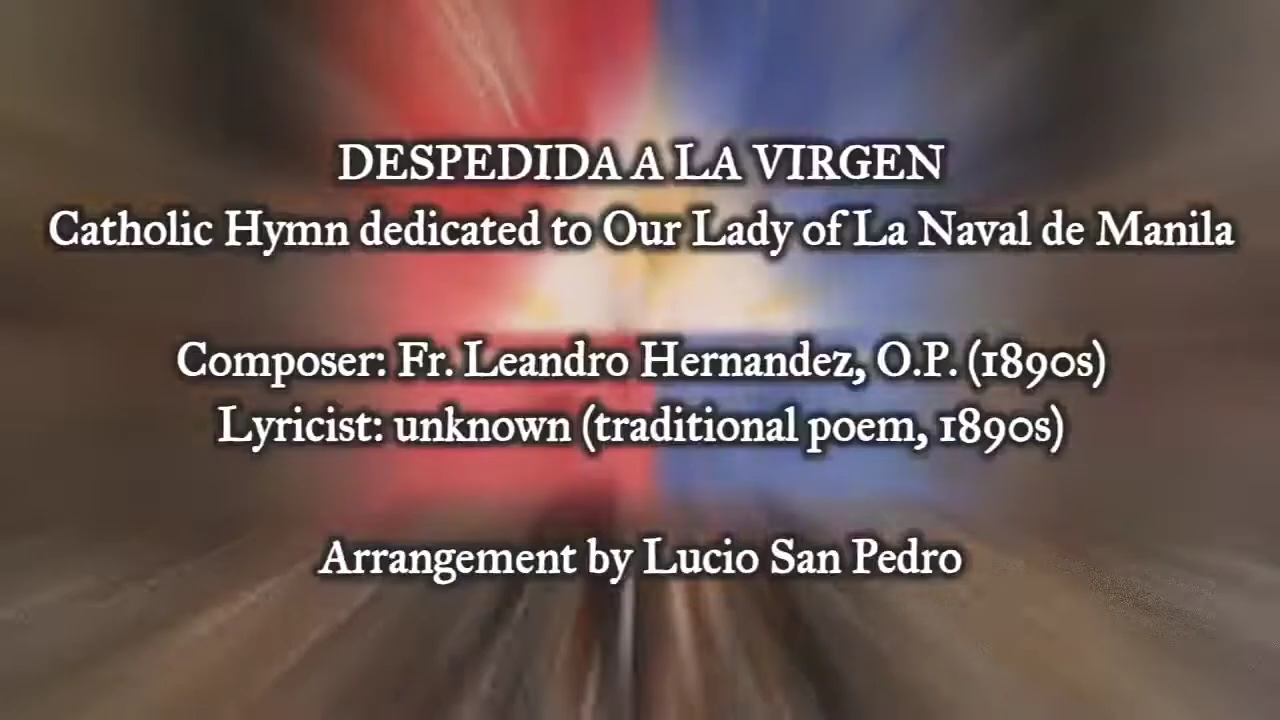 DESPEDIDA A LA VIRGEN
Catholic Hymn dedicated to Our Lady of La Naval de Manila
Composer: Fr. Leandro Hernandez, O.P. (1890s)
Lyricist: unknown (traditional poem, 1890s)
Arrangement by Lucio San Pedro